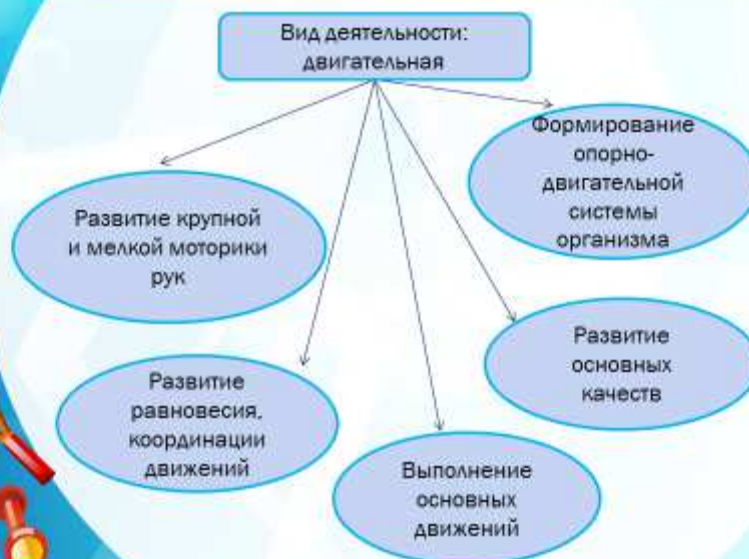 Вид деятельности:
двигательная
Формирование
опорно-
двигательной
системы
организма
Развитие крупной
и мелкой моторики
рук
Развитие
основных
качеств
Развитие
равновесия,
координации
движений
Выполнение
основных
движений